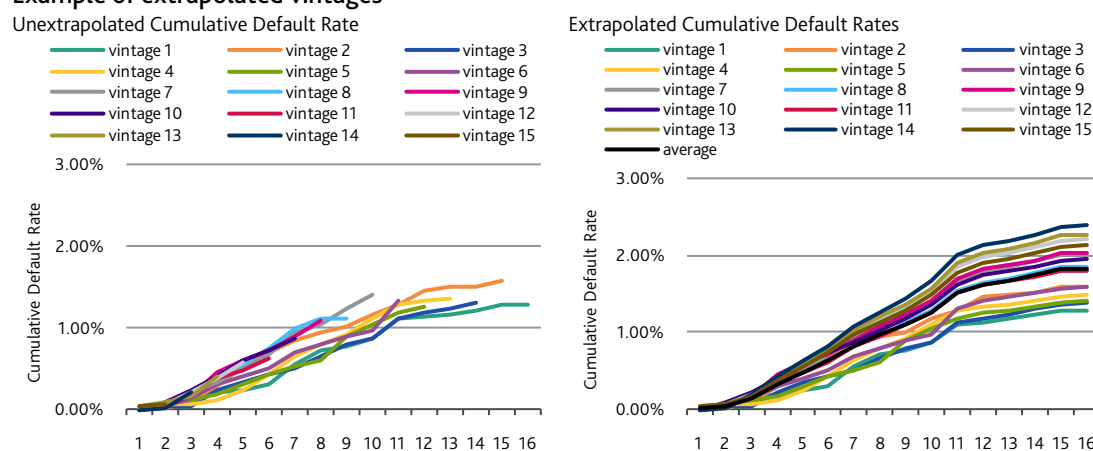 Example of extrapolated vintages
Unextrapolated Cumulative Default Rate
vintage 1 vintage 2 vintage 3
vintage 4 vintage 5 vintage 6
vintage 7 vintage 8 vintage 9
vintage 10 vintage 11 vintage 12
vintage 13 vintage 14 vintage 15
3.00%
2.00%
1.00%
0.00%
Cumulative Default Rate
1 2 3 4 5 6 7 8 9 10 11 12 13 14 15 16
Extrapolated Cumulative Default Rates
vintage 1 vintage 2 vintage 3
vintage 4 vintage 5 vintage 6
vintage 7 vintage 8 vintage 9
vintage 10 vintage 11 vintage 12
vintage 13 vintage 14 vintage 15
average
3.00%
2.00%
1.00%
0.00%
Cumulative Default Rate
1 2 3 4 5 6 7 8 9 10 11 12 13 14 15 16